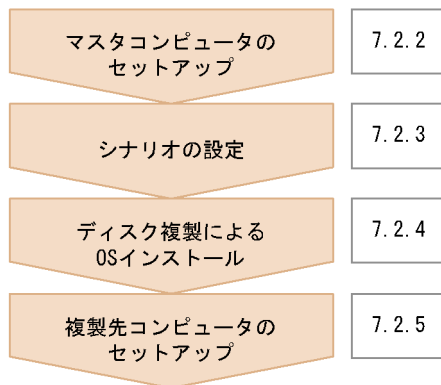 マスタコンピュータの
セットアップ
7.2.2
シナリオの設定
7.2.3
ディスク複製による
OSインストール
7.2.4
複製先コンピュータの
セットアップ
7.2.5